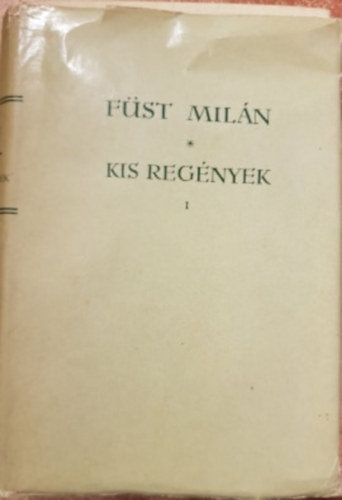 FÜST MILÁN
*
KIS REGÉNYEK
I